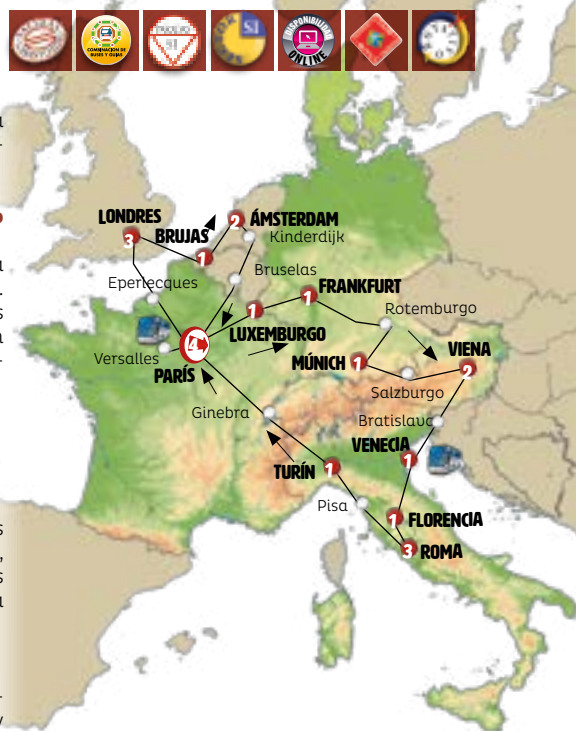 SI
COMBINACION DE
BUSES Y GUIAS
SI
DISPONIBILIDAD
ONLINE
LONDRES
3
BRUJAS
1
2
ÁMSTERDAM
Kinderdijk
Eperlecques
Bruselas
1
FRANKFURT
1
LUXEMBURGO
Rotemburgo
4
Versalles
PARÍS
MÚNICH
1
VIENA
2
Salzburgo
Ginebra
Bratislava
VENECIA
1
TURÍN
1
Pisa
1
FLORENCIA
3
ROMA